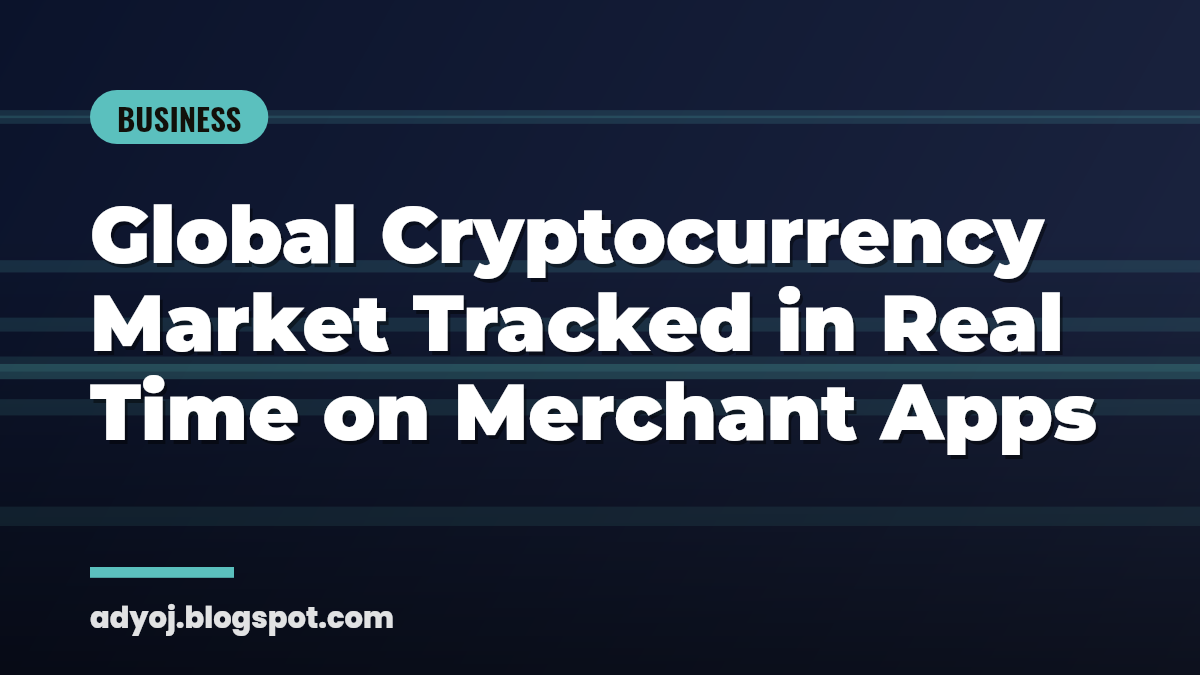 BUSINESS
Global Cryptocurrency
Market Tracked in Real
Time on Merchant Apps
adyoj.blogspot.com